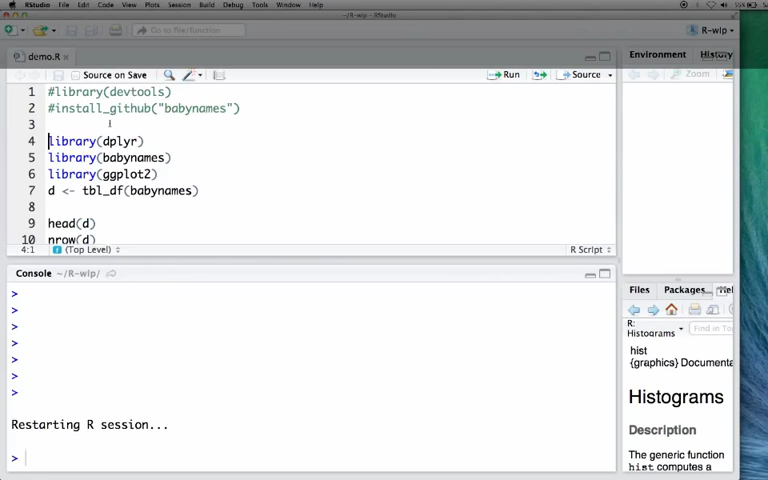 RStudio File Edit Code View Plots Session Build Debug Tools Window Help
~/R-wip - RStudio
Go to file/function
R-wip
demo.R
Environment
History
Source on Save
Run
Source
Zoom
1 #library(devtools)
2 #install_github("babynames")
3
4 library(dplyr)
5 library(babynames)
6 library(ggplot2)
7 d <- tbl_df(babynames)
8
9 head(d)
10 nrow(d)
4:1 (Top Level)
R Script
Console ~/R-wip/
>
>
>
>
>
>
>
Restarting R session...
>
Files Packages Help
R: Histograms
Find in To
hist
{graphics} Documenta
Histograms
Description
The generic function
hist computes a